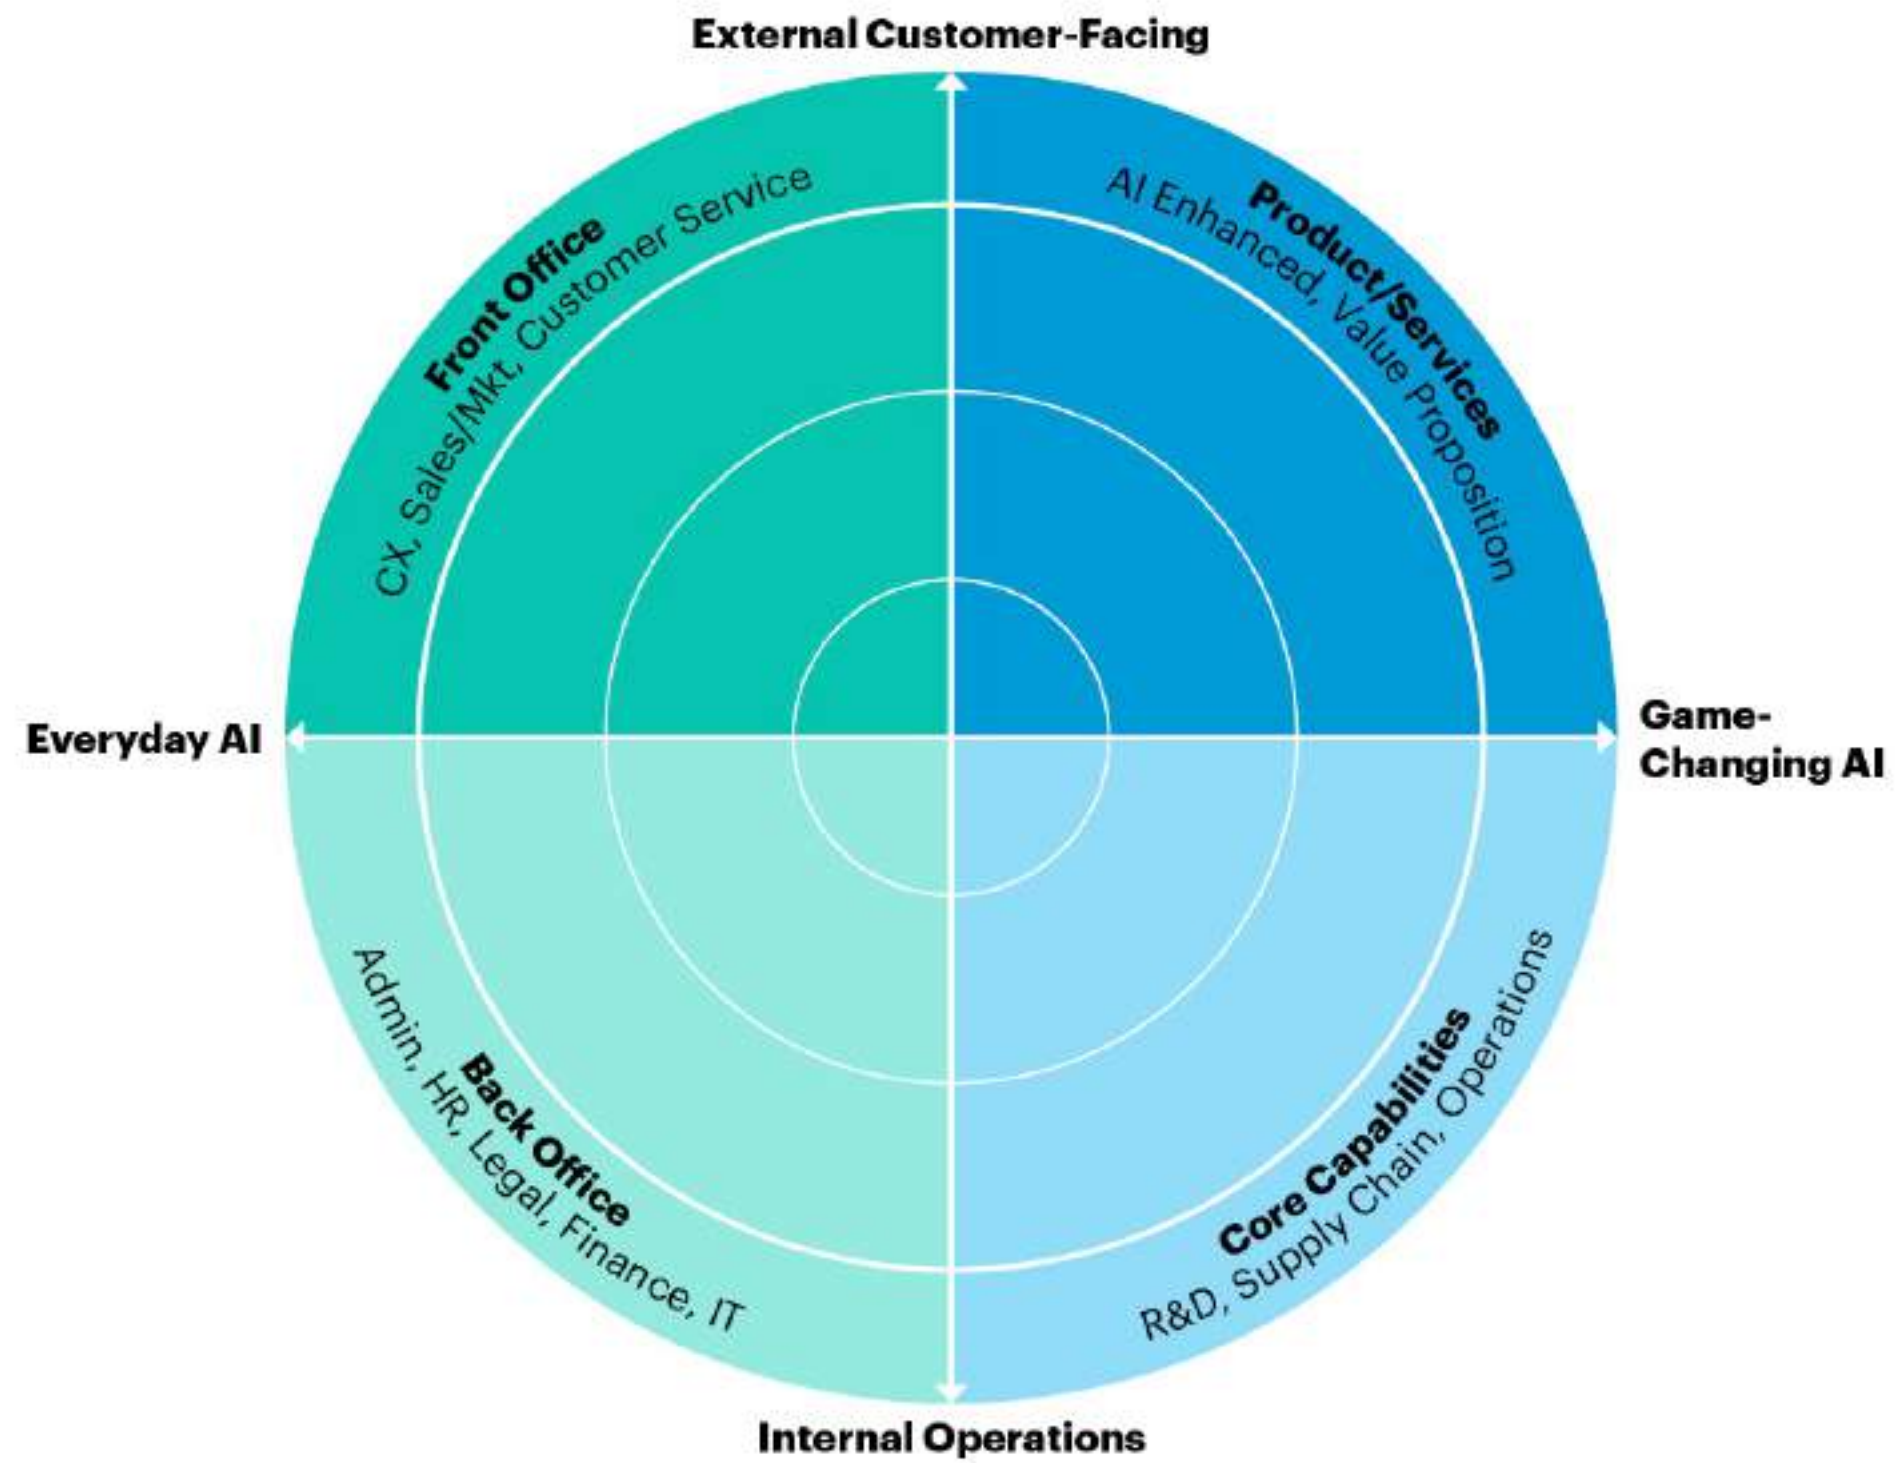 External Customer-Facing
Front Office
CX, Sales/Mkt, Customer Service
Product/Services
AI Enhanced, Value Proposition
Everyday AI
Game-
Changing AI
Back Office
Admin, HR, Legal, Finance, IT
Core Capabilities
R&D, Supply Chain, Operations
Internal Operations